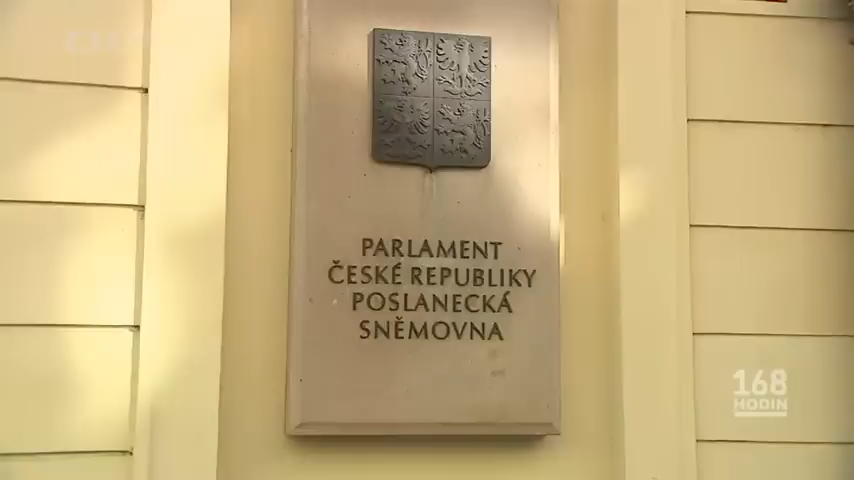 PARLAMENT
ČESKÉ REPUBLIKY
POSLANECKÁ
SNĚMOVNA
168
HODIN